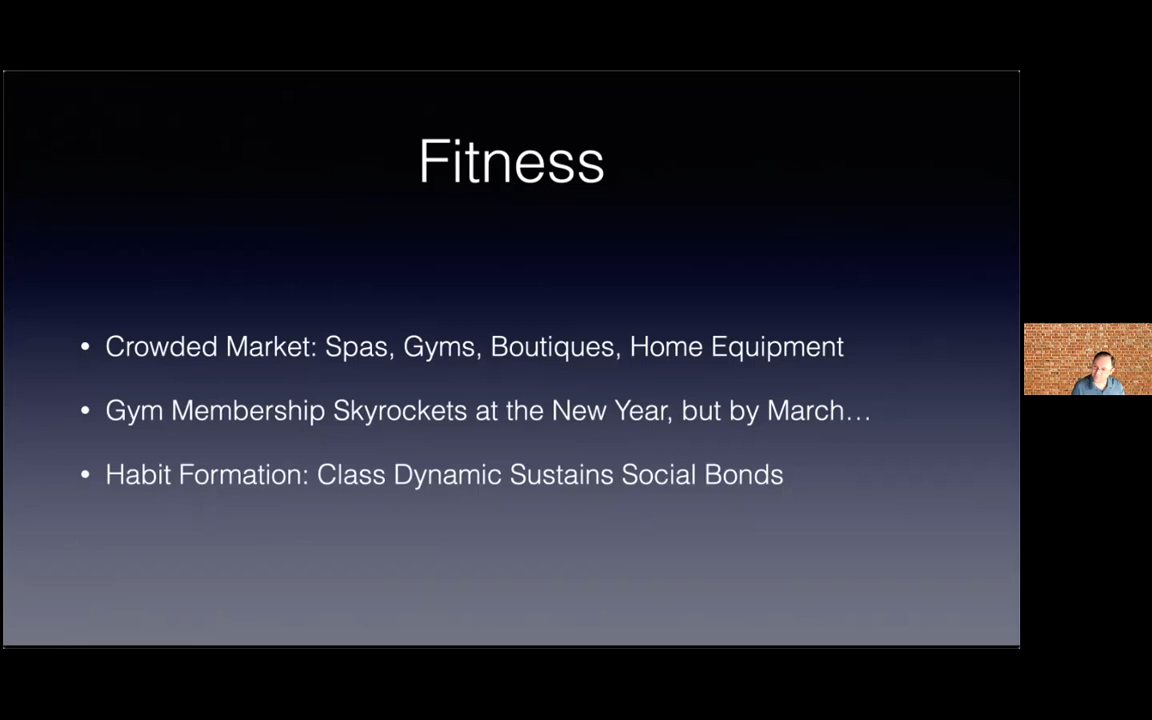 Fitness
• Crowded Market: Spas, Gyms, Boutiques, Home Equipment
• Gym Membership Skyrockets at the New Year, but by March…
• Habit Formation: Class Dynamic Sustains Social Bonds